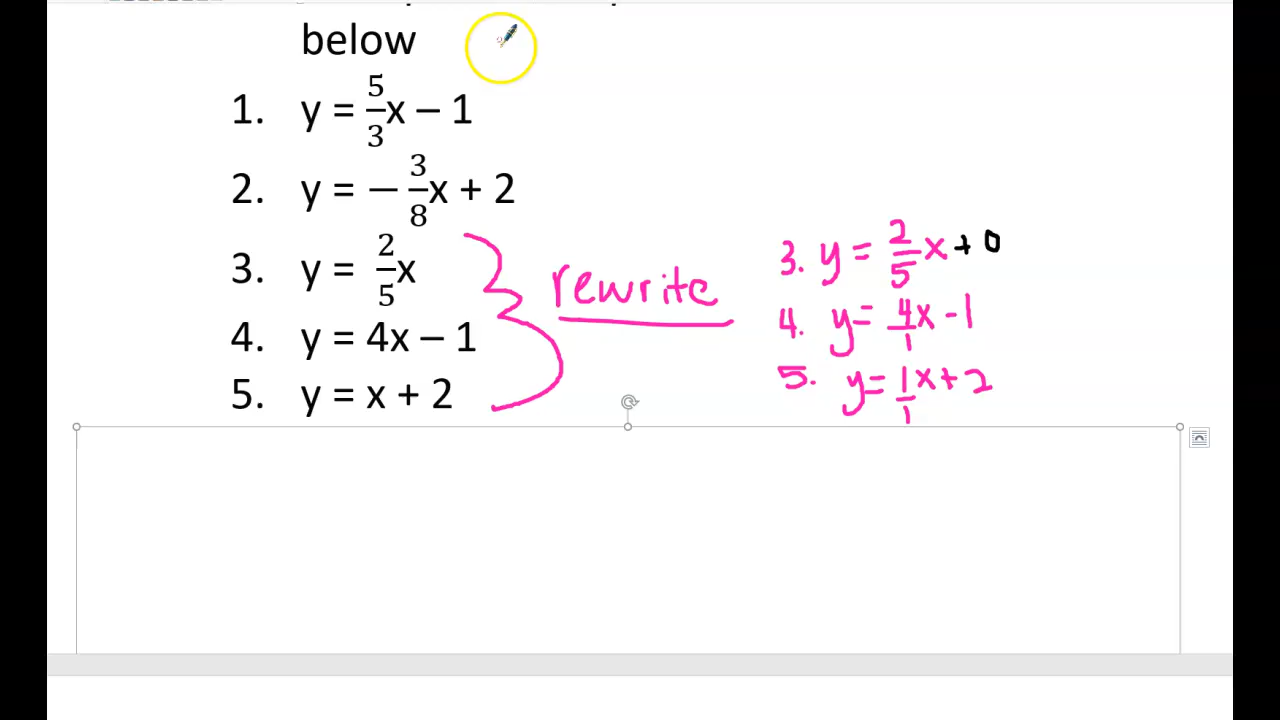 below
1. y = 5/3x – 1
2. y = – 3/8x + 2
3. y = 2/5x
4. y = 4x – 1
5. y = x + 2
rewrite
3. y = 2/5x + 0
4. y = 4/1x - 1
5. y = 1/1x + 2